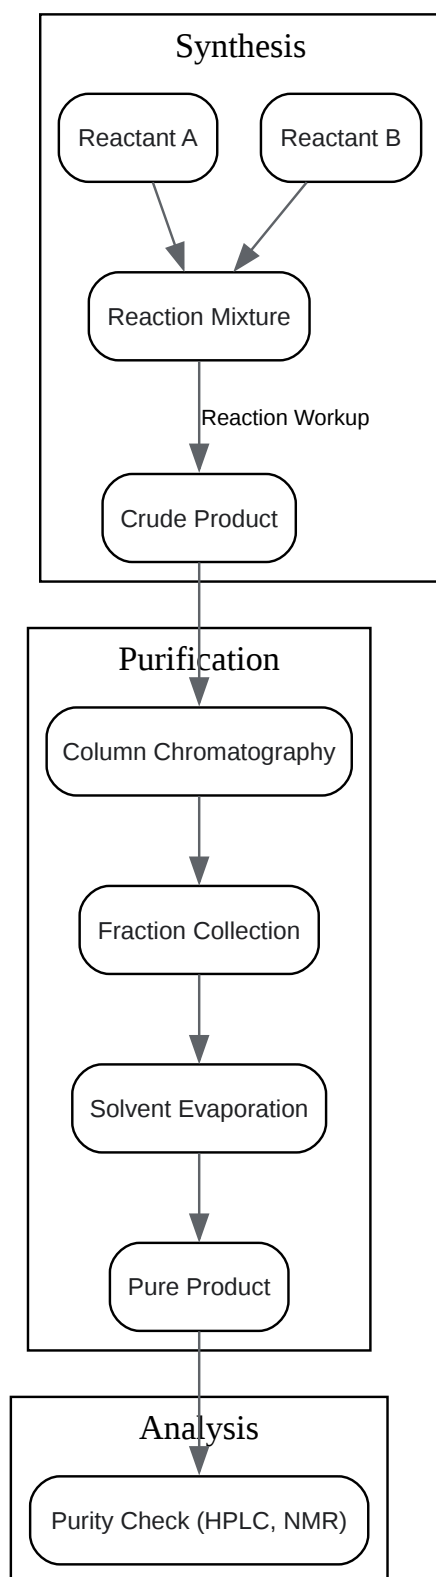 Synthesis
Reactant A
Reactant B
Reaction Mixture
Reaction Workup
Crude Product
Purification
Column Chromatography
Fraction Collection
Solvent Evaporation
Pure Product
Analysis
Purity Check (HPLC, NMR)